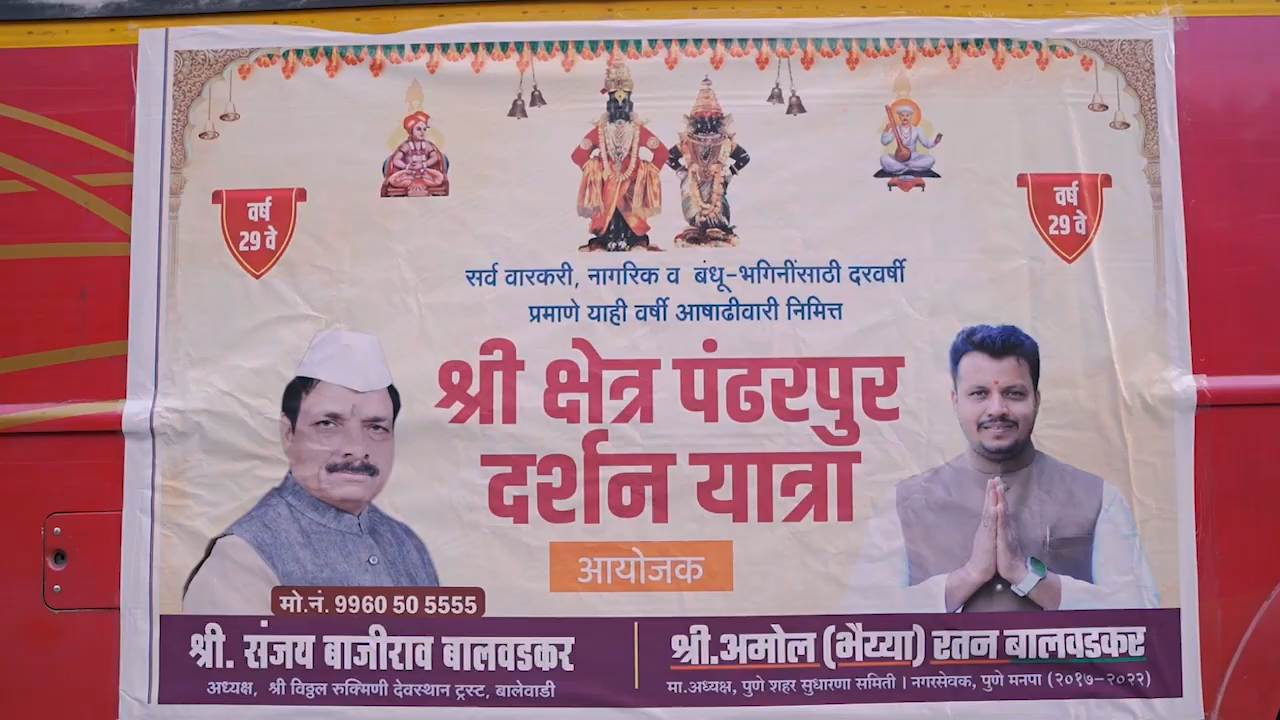 वर्ष
29 वे
वर्ष
29 वे
सर्व वारकरी, नागरिक व बंधू-भगिनींसाठी दरवर्षी
प्रमाणे याही वर्षी आषाढीवारी निमित्त
श्री क्षेत्र पंढरपुर
दर्शन यात्रा
आयोजक
मो.नं. 9960 50 5555
श्री. संजय बाजीराव बालवडकर
अध्यक्ष, श्री विठ्ठल रुक्मिणी देवस्थान ट्रस्ट, बालेवाडी
श्री.अमोल (भैय्या) रतन बालवडकर
मा.अध्यक्ष, पुणे शहर सुधारणा समिती । नगरसेवक, पुणे मनपा (२०१७-२०२२)